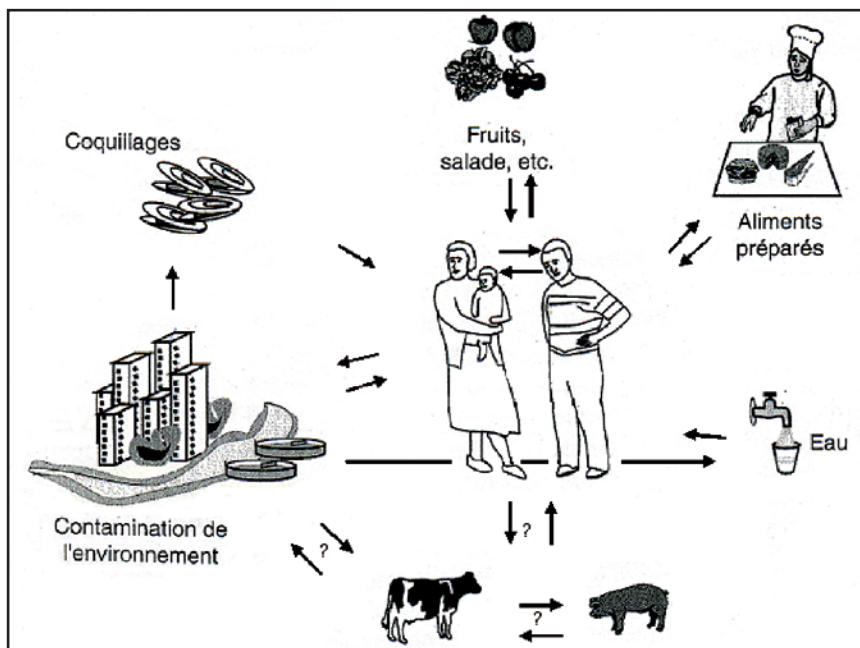 Coquillages
Fruits,
salade, etc.
Aliments
préparés
Eau
Contamination de
l'environnement
?
?
?